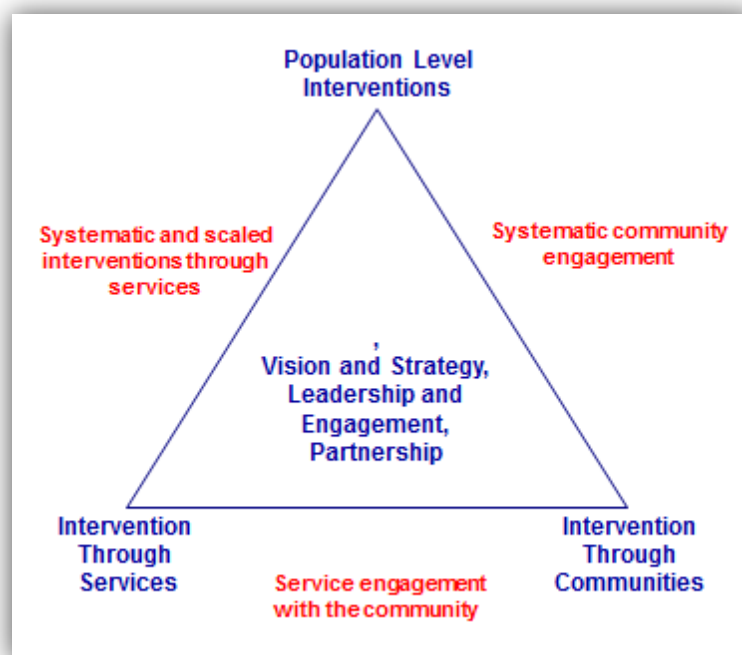 Population Level
Interventions
Systematic and scaled
interventions through
services
Systematic community
engagement
,
Vision and Strategy,
Leadership and
Engagement,
Partnership
Intervention
Through
Services
Intervention
Through
Communities
Service engagement
with the community